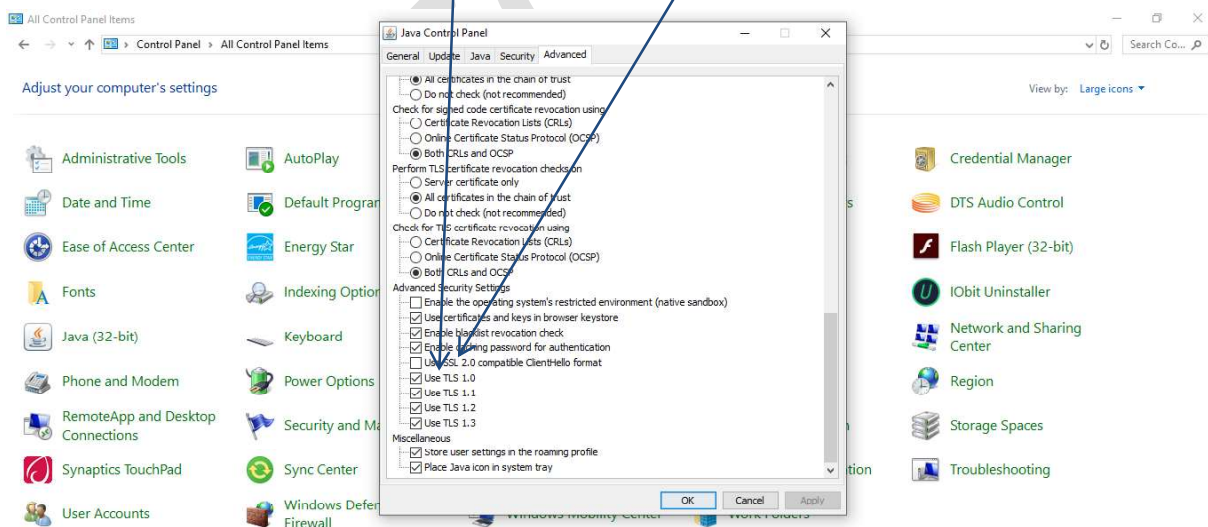 All Control Panel Items
Control Panel > All Control Panel Items
Search Co...
Adjust your computer's settings
View by: Large icons
Administrative Tools
AutoPlay
Credential Manager
Date and Time
Default Program
DTS Audio Control
Ease of Access Center
Energy Star
Flash Player (32-bit)
Fonts
Indexing Option
IObit Uninstaller
Java (32-bit)
Keyboard
Network and Sharing
Center
Phone and Modem
Power Options
Region
RemoteApp and Desktop
Connections
Security and Ma
Storage Spaces
Synaptics TouchPad
Sync Center
Troubleshooting
User Accounts
Windows Defen
Firewall
Windows Mobility Center
Work Folders
Java Control Panel
General Update Java Security Advanced
All certificates in the chain of trust
Do not check (not recommended)
Check for signed code certificate revocation using
Certificate Revocation Lists (CRLs)
Online Certificate Status Protocol (OCSP)
Both CRLs and OCSP
Perform TLS certificate revocation checks on
Server certificate only
All certificates in the chain of trust
Do not check (not recommended)
Check for TLS certificate revocation using
Certificate Revocation Lists (CRLs)
Online Certificate Status Protocol (OCSP)
Both CRLs and OCSP
Advanced Security Settings
Enable the operating system's restricted environment (native sandbox)
Use certificates and keys in browser keystore
Enable blacklist revocation check
Enable caching password for authentication
Use SSL 2.0 compatible ClientHello format
Use TLS 1.0
Use TLS 1.1
Use TLS 1.2
Use TLS 1.3
Miscellaneous
Store user settings in the roaming profile
Place Java icon in system tray
OK Cancel Apply